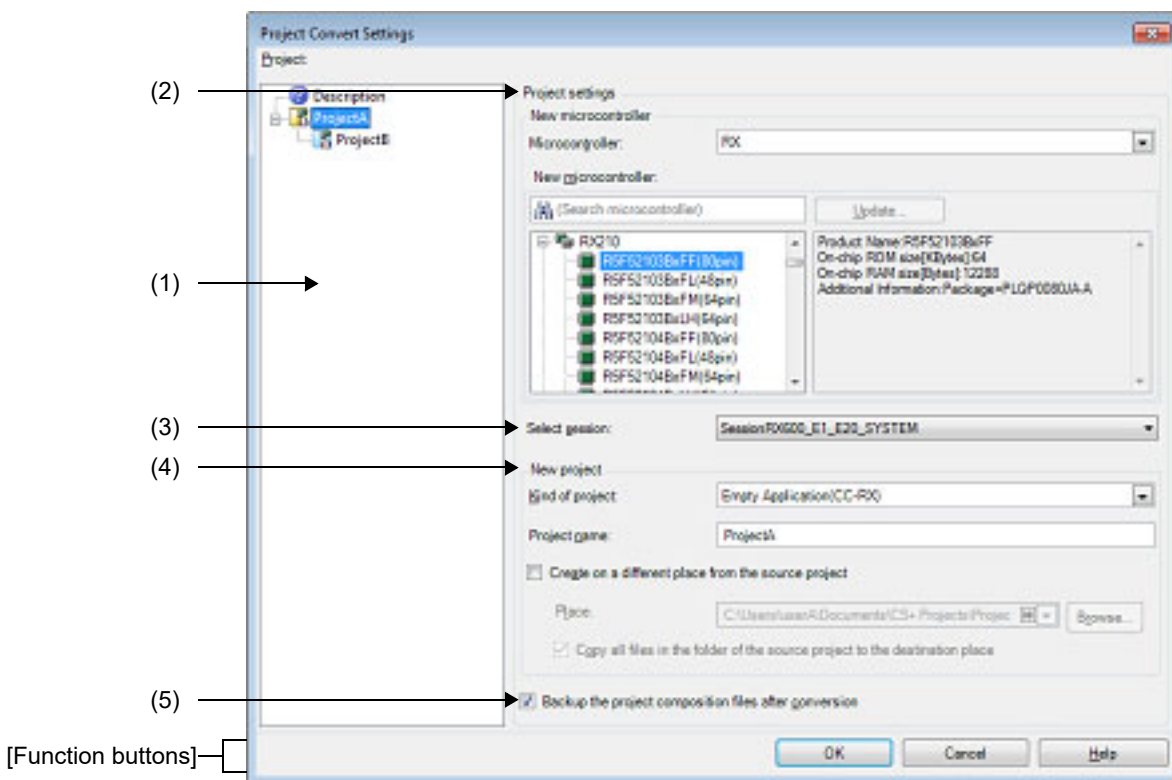 Project Convert Settings
Project:
(2)
Description
ProjectA
ProjectB
Project settings
New microcontroller
Microcontroller:
RX
New microcontroller:
(Search microcontroller)
Update...
(1)
RX210
R5F52103BxFF(80pin)
R5F52103BxFL(48pin)
R5F52103BxFM(64pin)
R5F52103BxLH(64pin)
R5F52104BxFF(80pin)
R5F52104BxFL(48pin)
R5F52104BxFM(64pin)
Product Name:R5F52103BxFF
On-chip ROM size[KBytes]:64
On-chip RAM size[Bytes]:12288
Additional Information:Package=PLQP0080JA-A
(3)
Select session:
SessionRX600_E1_E20_SYSTEM
(4)
New project
Kind of project:
Empty Application(CC-RX)
Project name:
ProjectA
Create on a different place from the source project
Place:
C:\Users\userA\Documents\CS+ Projects\Projec
Browse...
Copy all files in the folder of the source project to the destination place
(5)
Backup the project composition files after conversion
[Function buttons]
OK
Cancel
Help